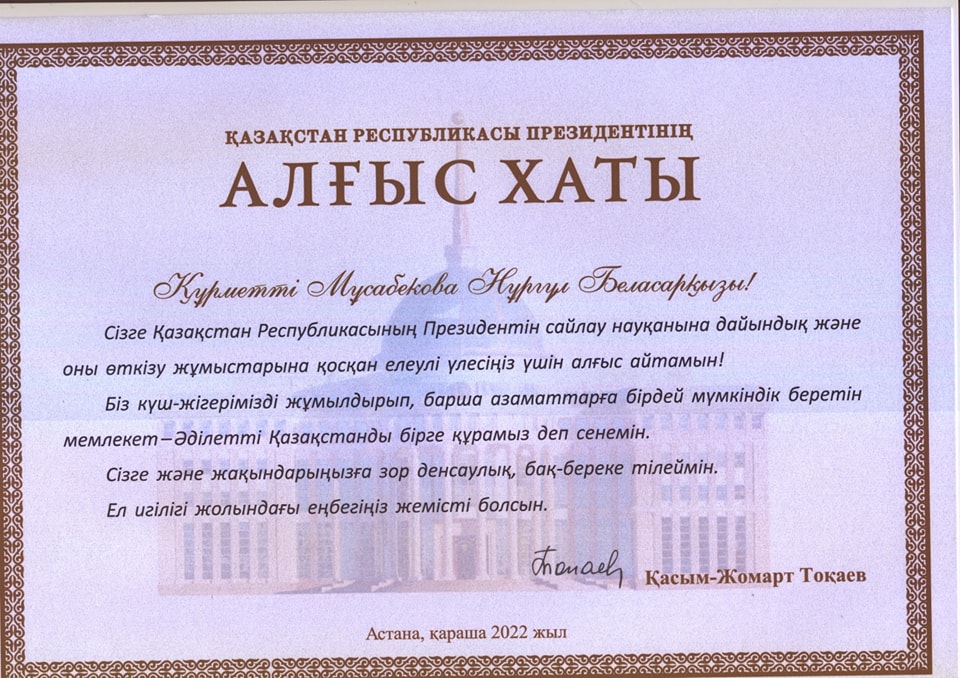 ҚАЗАҚСТАН РЕСПУБЛИКАСЫ ПРЕЗИДЕНТІНІҢ
АЛҒЫС ХАТЫ
Құрметті Мұсабекова Нұргүл Беласарқызы!
Сізге Қазақстан Республикасының Президентін сайлау науқанына дайындық және
оны өткізу жұмыстарына қосқан елеулі үлесіңіз үшін алғыс айтамын!
Біз күш-жігерімізді жұмылдырып, барша азаматтарға бірдей мүмкіндік беретін
мемлекет–Әділетті Қазақстанды бірге құрамыз деп сенемін.
Сізге және жақындарыңызға зор денсаулық, бақ-береке тілеймін.
Ел игілігі жолындағы еңбегіңіз жемісті болсын.
Тоқаев
Қасым-Жомарт Тоқаев
Астана, қараша 2022 жыл